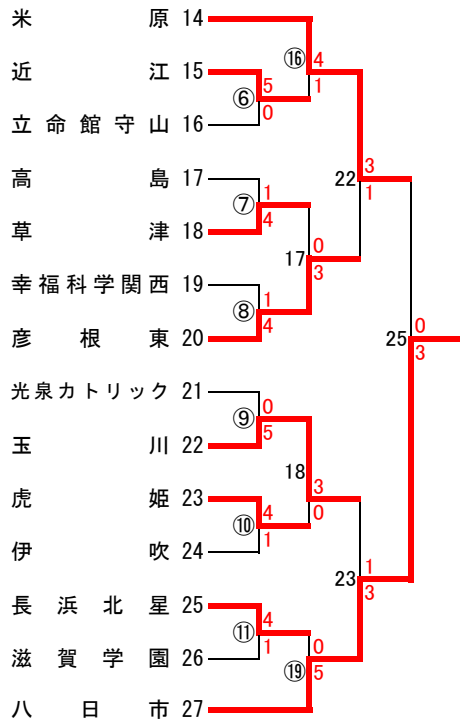 米原 14
近江 15
立命館守山 16
高島 17
草津 18
幸福科学関西 19
彦根東 20
光泉カトリック 21
玉川 22
虎姫 23
伊吹 24
長浜北星 25
滋賀学園 26
八日市 27
⑥ 5 0
⑦ 1 4
⑧ 1 4
⑨ 0 5
⑩ 4 1
⑪ 4 1
⑯ 4 1
17 0 3
18 3 0
⑲ 0 5
22 3 1
23 1 3
25 0 3